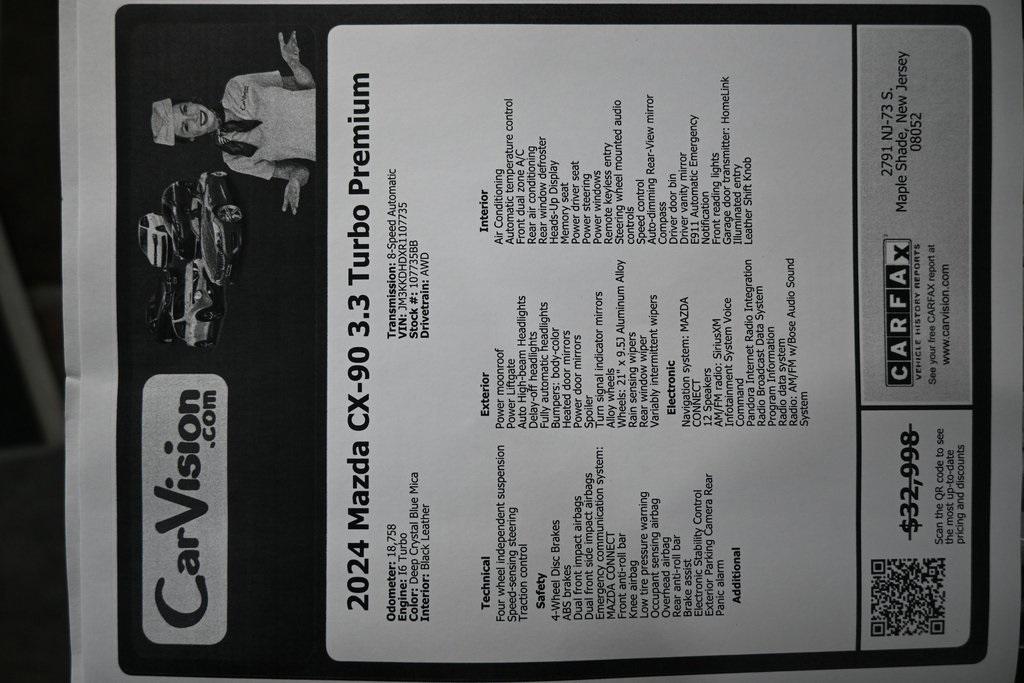 CarVision
.com
2024 Mazda CX-90 3.3 Turbo Premium
Odometer: 18,758
Engine: I6 Turbo
Color: Deep Crystal Blue Mica
Interior: Black Leather
Transmission: 8-Speed Automatic
VIN: JM3KKDHDXR1107735
Stock #: 107735BB
Drivetrain: AWD
Technical
Four wheel independent suspension
Speed-sensing steering
Traction control
Safety
4-Wheel Disc Brakes
ABS brakes
Dual front impact airbags
Dual front side impact airbags
Emergency communication system:
MAZDA CONNECT
Front anti-roll bar
Knee airbag
Low tire pressure warning
Occupant sensing airbag
Overhead airbag
Rear anti-roll bar
Brake assist
Electronic Stability Control
Exterior Parking Camera Rear
Panic alarm
Additional
Exterior
Power moonroof
Power Liftgate
Auto High-beam Headlights
Delay-off headlights
Fully automatic headlights
Bumpers: body-color
Heated door mirrors
Power door mirrors
Spoiler
Turn signal indicator mirrors
Alloy wheels
Wheels: 21" x 9.5J Aluminum Alloy
Rain sensing wipers
Rear window wiper
Variably intermittent wipers
Electronic
Navigation system: MAZDA
CONNECT
12 Speakers
AM/FM radio: SiriusXM
Infotainment System Voice
Command
Pandora Internet Radio Integration
Radio Broadcast Data System
Program Information
Radio data system
Radio: AM/FM w/Bose Audio Sound
System
Interior
Air Conditioning
Automatic temperature control
Front dual zone A/C
Rear air conditioning
Rear window defroster
Heads-Up Display
Memory seat
Power driver seat
Power steering
Power windows
Remote keyless entry
Steering wheel mounted audio
controls
Speed control
Auto-dimming Rear-View mirror
Compass
Driver door bin
Driver vanity mirror
E911 Automatic Emergency
Notification
Front reading lights
Garage door transmitter: HomeLink
Illuminated entry
Leather Shift Knob
$32,998
Scan the QR code to see
the most up-to-date
pricing and discounts
CARFAX
VEHICLE HISTORY REPORTS
See your free CARFAX report at
www.carvision.com
2791 NJ-73 S.
Maple Shade, New Jersey
08052